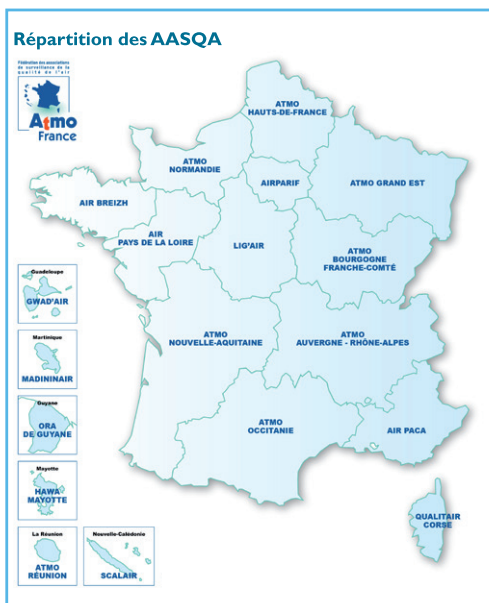 Répartition des AASQA
Fédération des associations
de surveillance de la
qualité de l'air
Atmo
France
ATMO
HAUTS-DE-FRANCE
ATMO
NORMANDIE
AIRPARIF
ATMO GRAND EST
AIR BREIZH
AIR
PAYS DE LA LOIRE
LIG'AIR
ATMO
BOURGOGNE
FRANCHE-COMTÉ
Guadeloupe
GWAD'AIR
Martinique
MADININAIR
ATMO
NOUVELLE-AQUITAINE
ATMO
AUVERGNE - RHÔNE-ALPES
Guyane
ORA
DE GUYANE
ATMO
OCCITANIE
AIR PACA
Mayotte
HAWA
MAYOTTE
QUALITAIR
CORSE
La Réunion
ATMO
RÉUNION
Nouvelle-Calédonie
SCALAIR